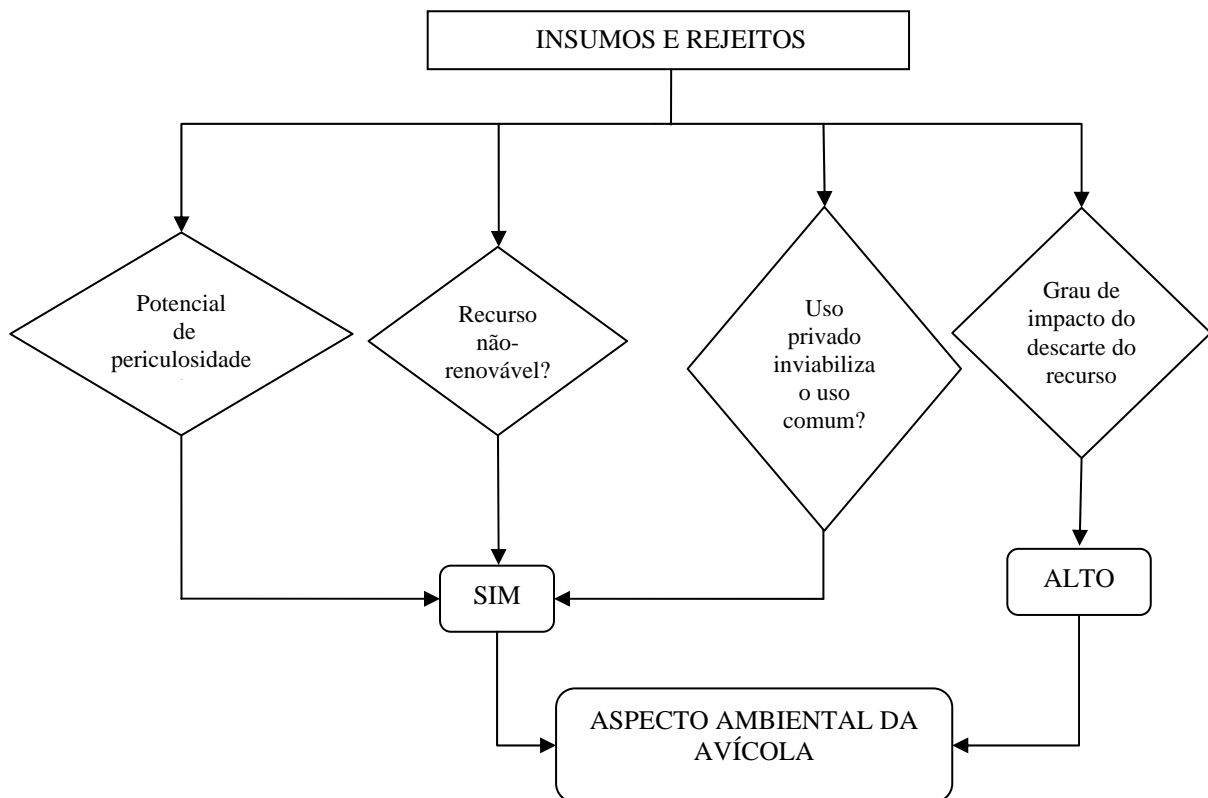 INSUMOS E REJEITOS
Potencial
de
periculosidade
Recurso
não-
renovável?
Uso
privado
inviabiliza
o uso
comum?
Grau de
impacto do
descarte do
recurso
SIM
ALTO
ASPECTO AMBIENTAL DA
AVÍCOLA